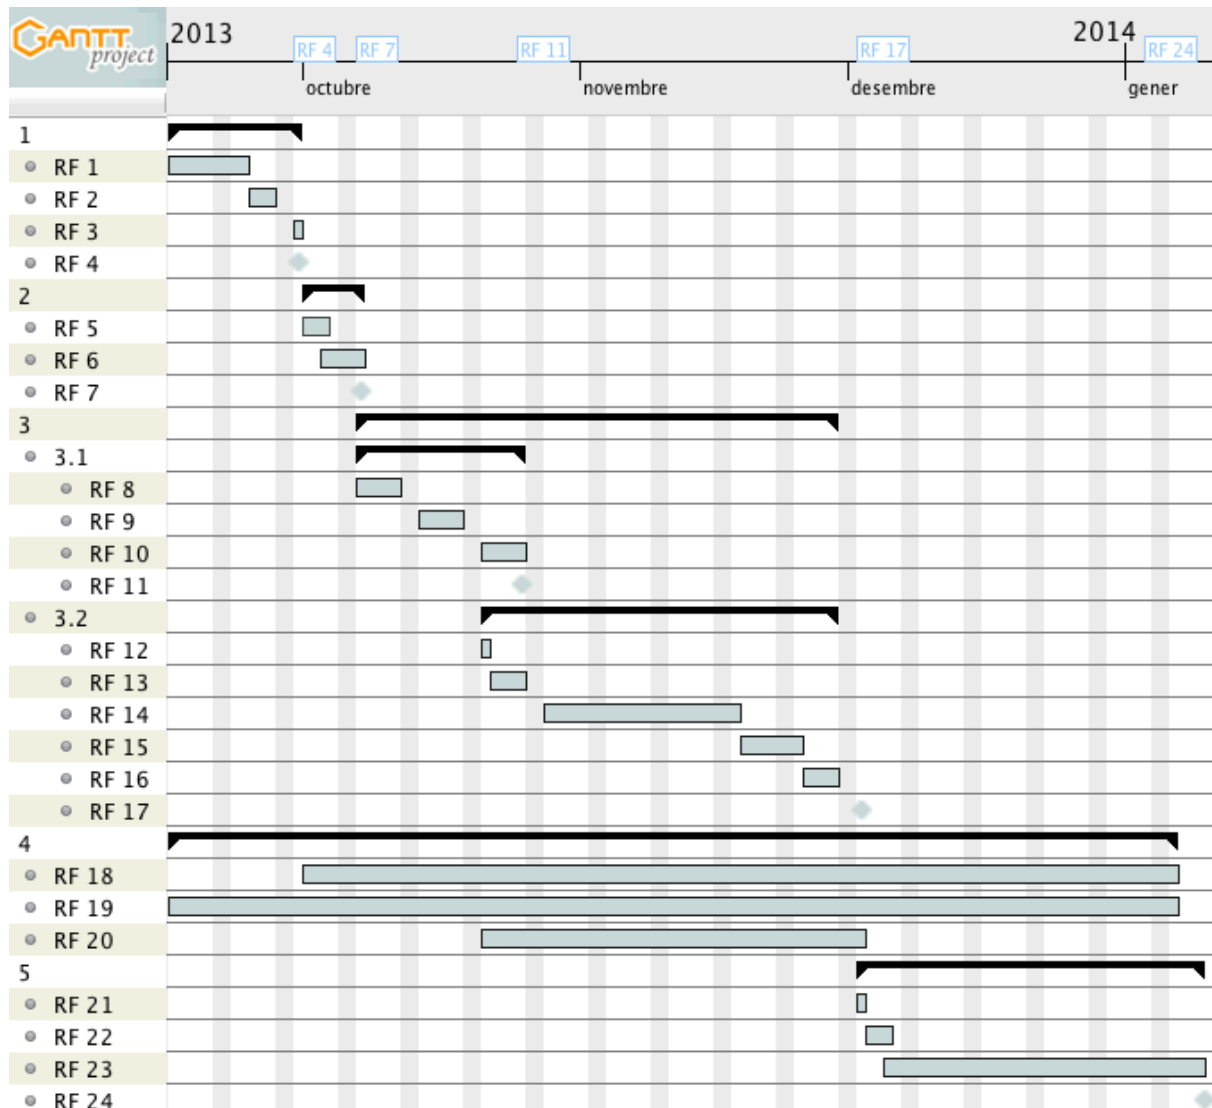 GANTT project
2013
2014
RF 4
RF 7
RF 11
RF 17
RF 24
octubre
novembre
desembre
gener
1
RF 1
RF 2
RF 3
RF 4
2
RF 5
RF 6
RF 7
3
3.1
RF 8
RF 9
RF 10
RF 11
3.2
RF 12
RF 13
RF 14
RF 15
RF 16
RF 17
4
RF 18
RF 19
RF 20
5
RF 21
RF 22
RF 23
RF 24